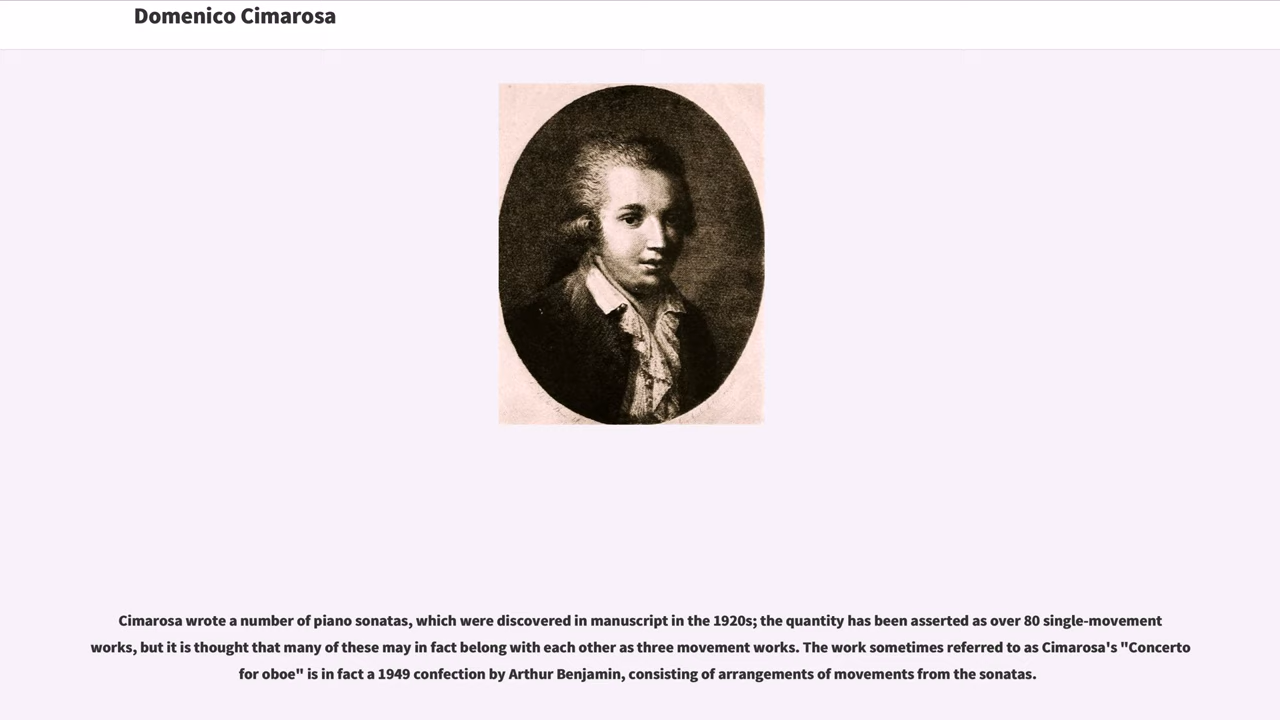 Domenico Cimarosa
Cimarosa wrote a number of piano sonatas, which were discovered in manuscript in the 1920s; the quantity has been asserted as over 80 single-movement
works, but it is thought that many of these may in fact belong with each other as three movement works. The work sometimes referred to as Cimarosa's "Concerto
for oboe" is in fact a 1949 confection by Arthur Benjamin, consisting of arrangements of movements from the sonatas.